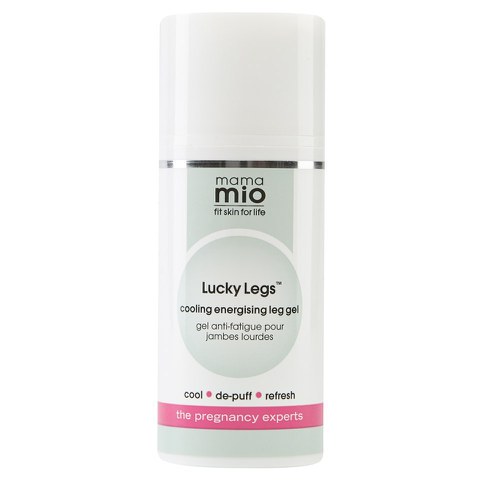 mama
mio
fit skin for life
Lucky Legs™
cooling energising leg gel
gel anti-fatigue pour
jambes lourdes
cool • de-puff • refresh
the pregnancy experts